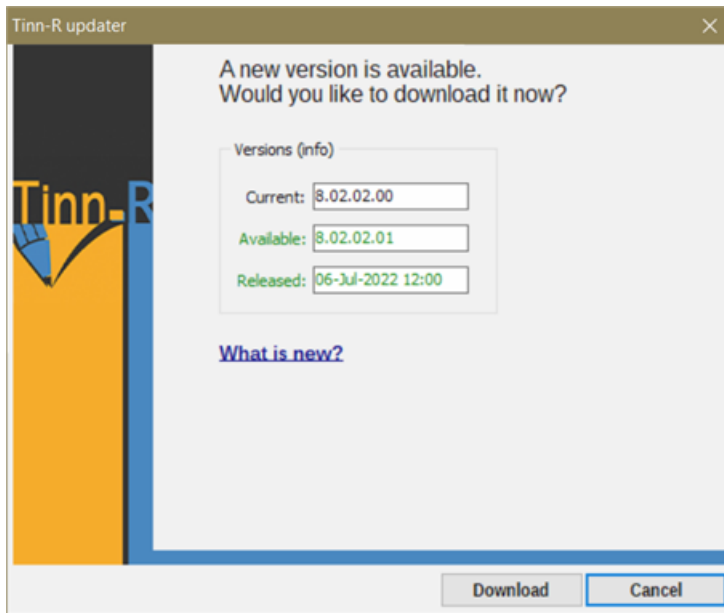 Tinn-R updater
A new version is available.
Would you like to download it now?
Versions (info)
Current: 8.02.02.00
Available: 8.02.02.01
Released: 06-Jul-2022 12:00
Tinn-R
What is new?
Download Cancel